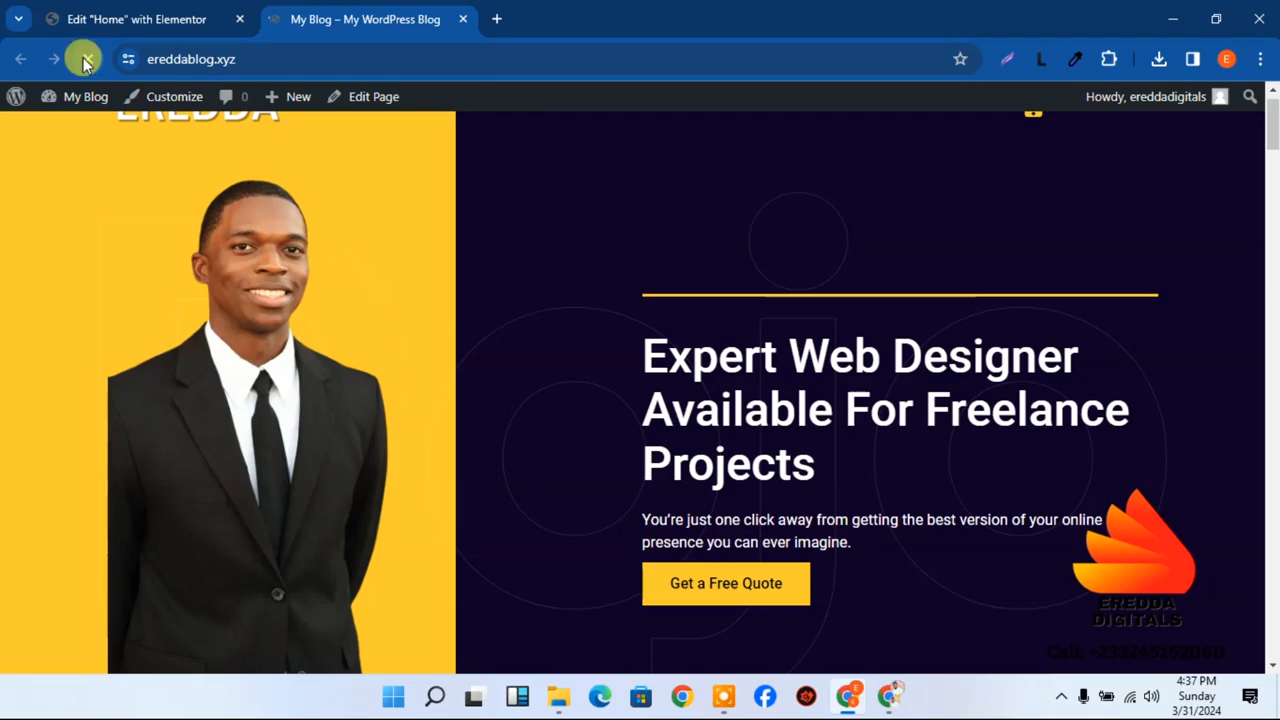 Edit "Home" with Elementor
My Blog – My WordPress Blog
ereddablog.xyz
L
E
My Blog
Customize
0
New
Edit Page
Howdy, ereddadigitals
EREDDA
Expert Web Designer
Available For Freelance
Projects
You're just one click away from getting the best version of your online
presence you can ever imagine.
Get a Free Quote
EREDDA
DIGITALS
Call: +233245152060
E
4:37 PM
Sunday
3/31/2024